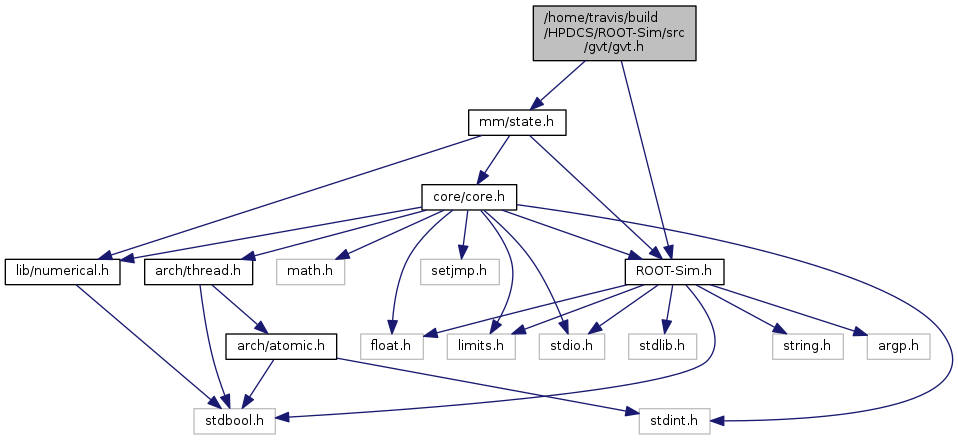 /home/travis/build
/HPDCS/ROOT-Sim/src
/gvt/gvt.h
mm/state.h
core/core.h
lib/numerical.h
arch/thread.h
math.h
setjmp.h
ROOT-Sim.h
arch/atomic.h
float.h
limits.h
stdio.h
stdlib.h
string.h
argp.h
stdbool.h
stdint.h